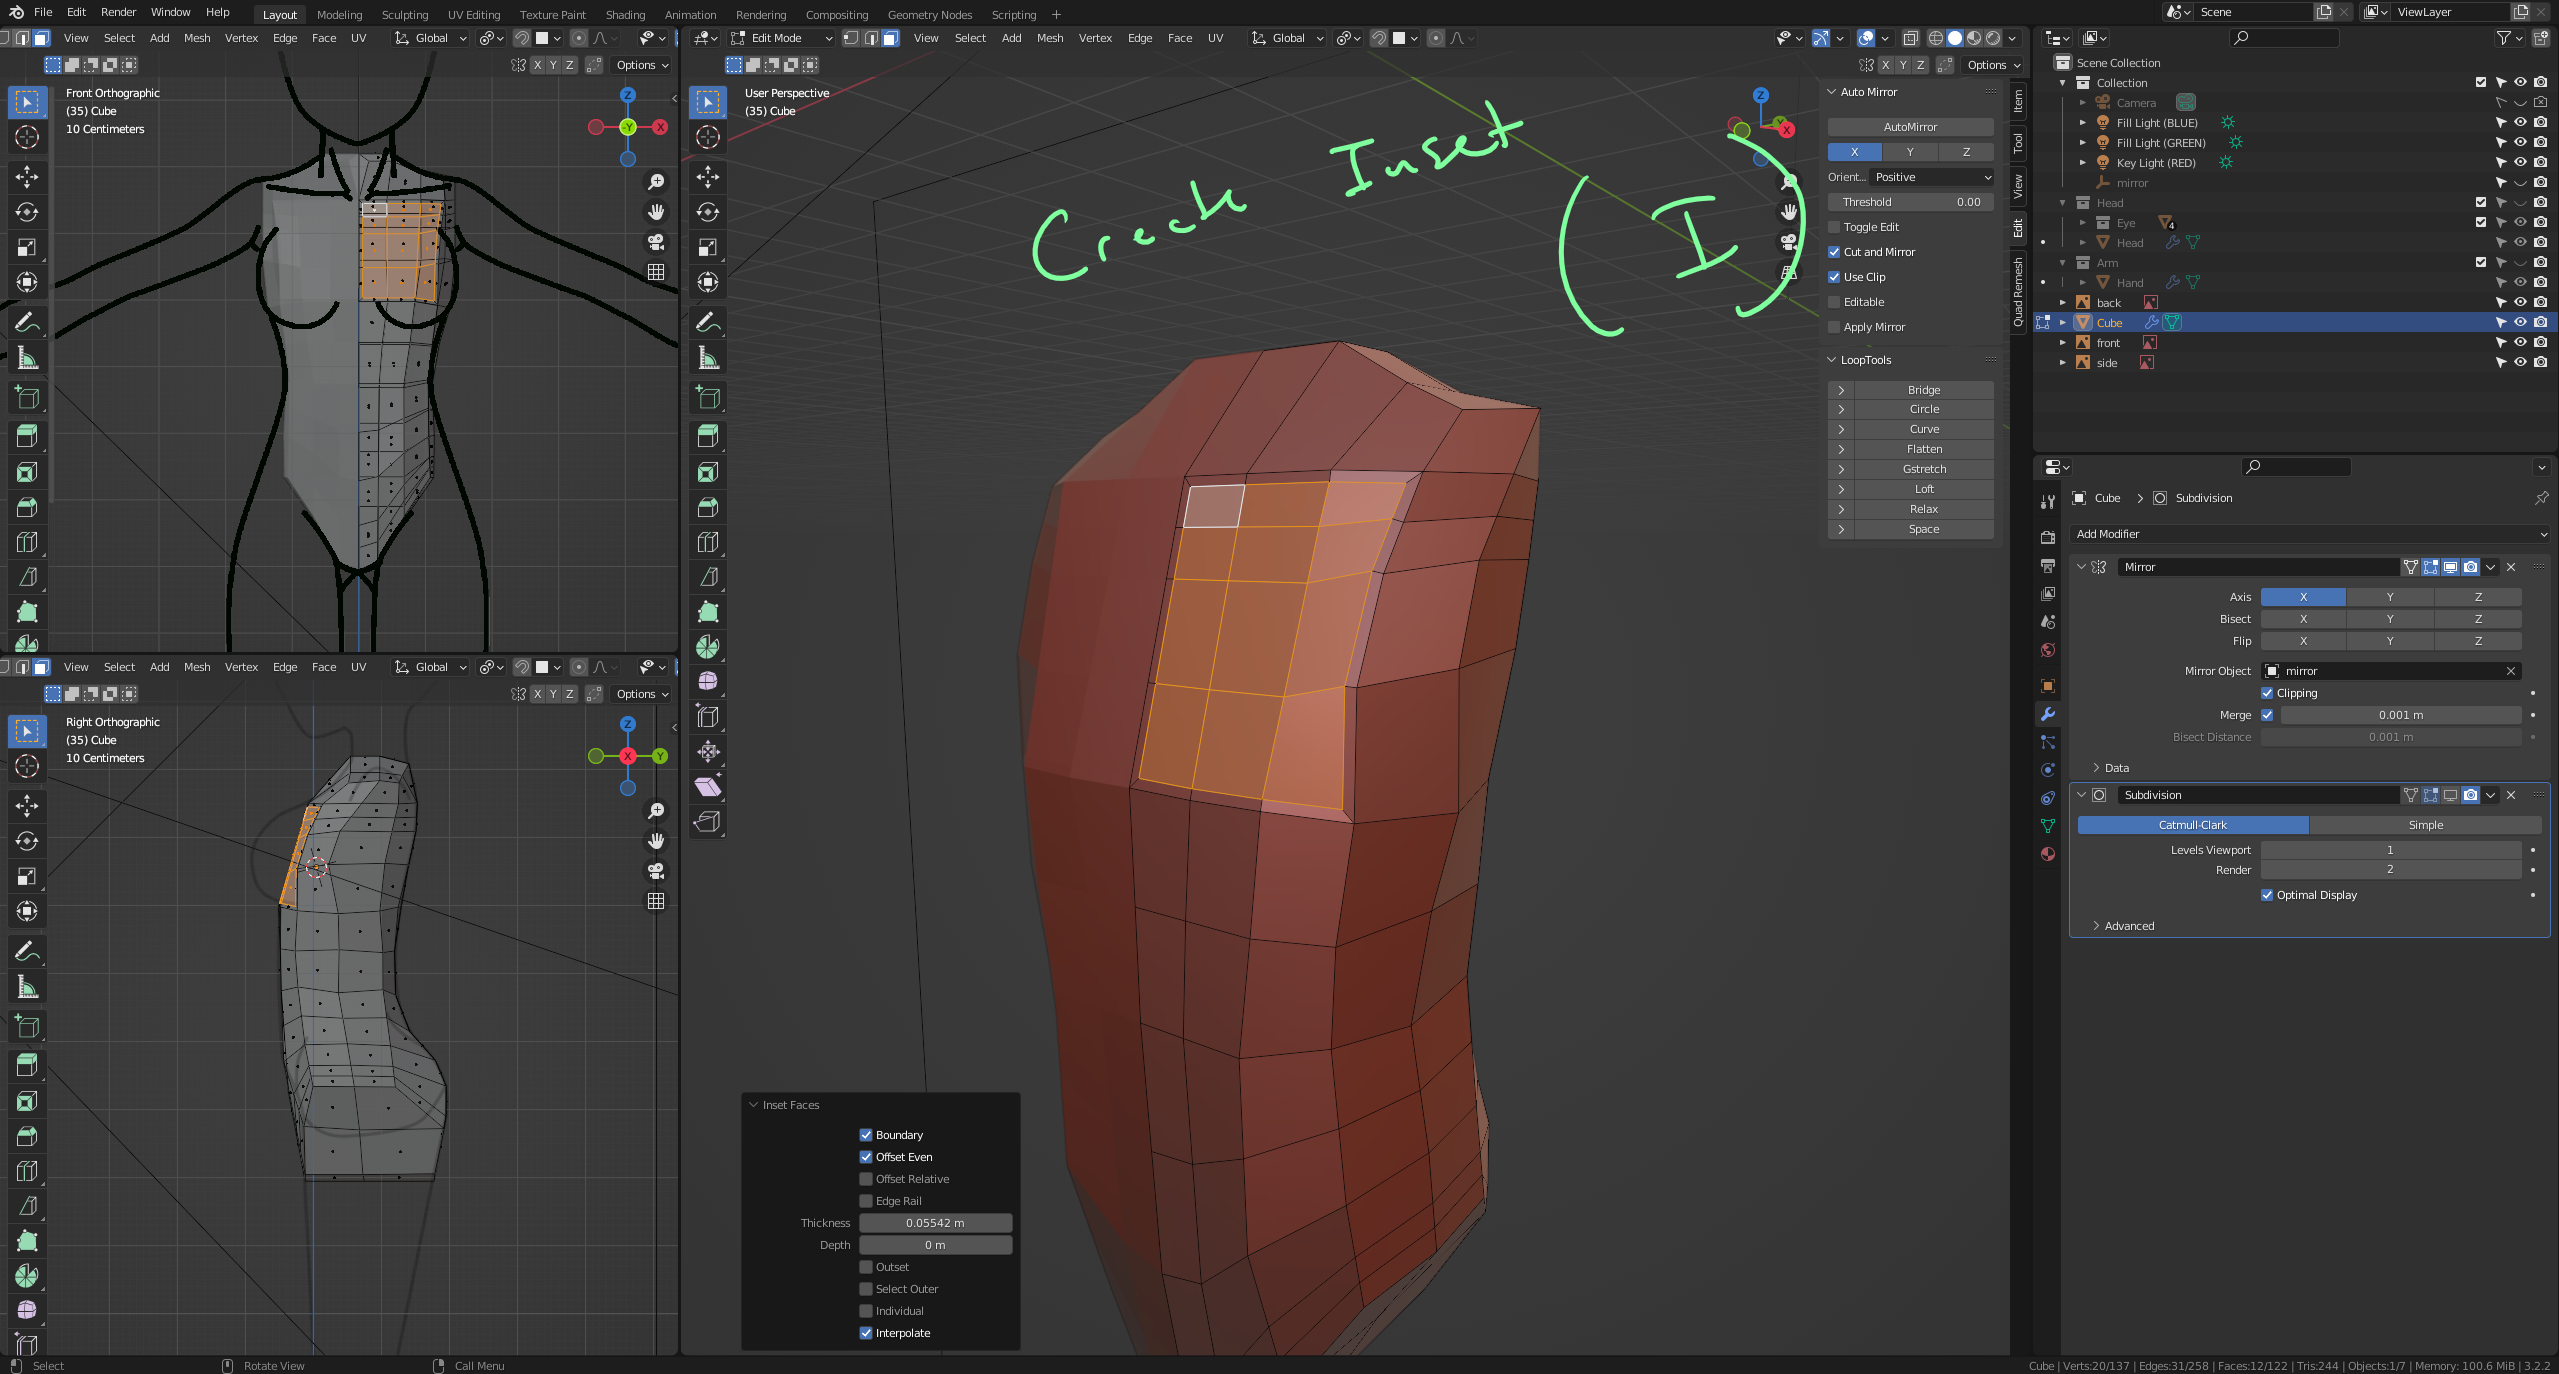 File Edit Render Window Help Layout Modeling Sculpting UV Editing Texture Paint Shading Animation Rendering Compositing Geometry Nodes Scripting + Scene ViewLayer
View Select Add Mesh Vertex Edge Face UV Global
X Y Z Options
Front Orthographic
(35) Cube
10 Centimeters
Z
Y
X
View Select Add Mesh Vertex Edge Face UV Global
X Y Z Options
Right Orthographic
(35) Cube
10 Centimeters
Z
X
Y
Edit Mode View Select Add Mesh Vertex Edge Face UV Global
X Y Z Options
User Perspective
(35) Cube
Z
Y
X
Create Inset (I)
Auto Mirror
AutoMirror
X Y Z
Orient... Positive
Threshold 0.00
Toggle Edit
Cut and Mirror
Use Clip
Editable
Apply Mirror
LoopTools
Bridge
Circle
Curve
Flatten
Gstretch
Loft
Relax
Space
Item
Tool
View
Edit
Quad Remesh
Inset Faces
Boundary
Offset Even
Offset Relative
Edge Rail
Thickness 0.05542 m
Depth 0 m
Outset
Select Outer
Individual
Interpolate
Scene Collection
Collection
Camera
Fill Light (BLUE)
Fill Light (GREEN)
Key Light (RED)
mirror
Head
Eye 4
Head
Arm
Hand
back
Cube
front
side
Cube Subdivision
Add Modifier
Mirror
Axis X Y Z
Bisect X Y Z
Flip X Y Z
Mirror Object mirror
Clipping
Merge 0.001 m
Bisect Distance 0.001 m
Data
Subdivision
Catmull-Clark Simple
Levels Viewport 1
Render 2
Optimal Display
Advanced
Select Rotate View Call Menu
Cube | Verts:20/137 | Edges:31/258 | Faces:12/122 | Tris:244 | Objects:1/7 | Memory: 100.6 MiB | 3.2.2